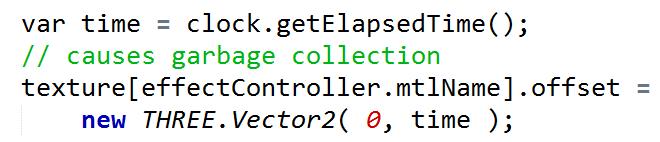 var time = clock.getElapsedTime();
// causes garbage collection
texture[effectController.mtlName].offset =
    new THREE.Vector2( 0, time );